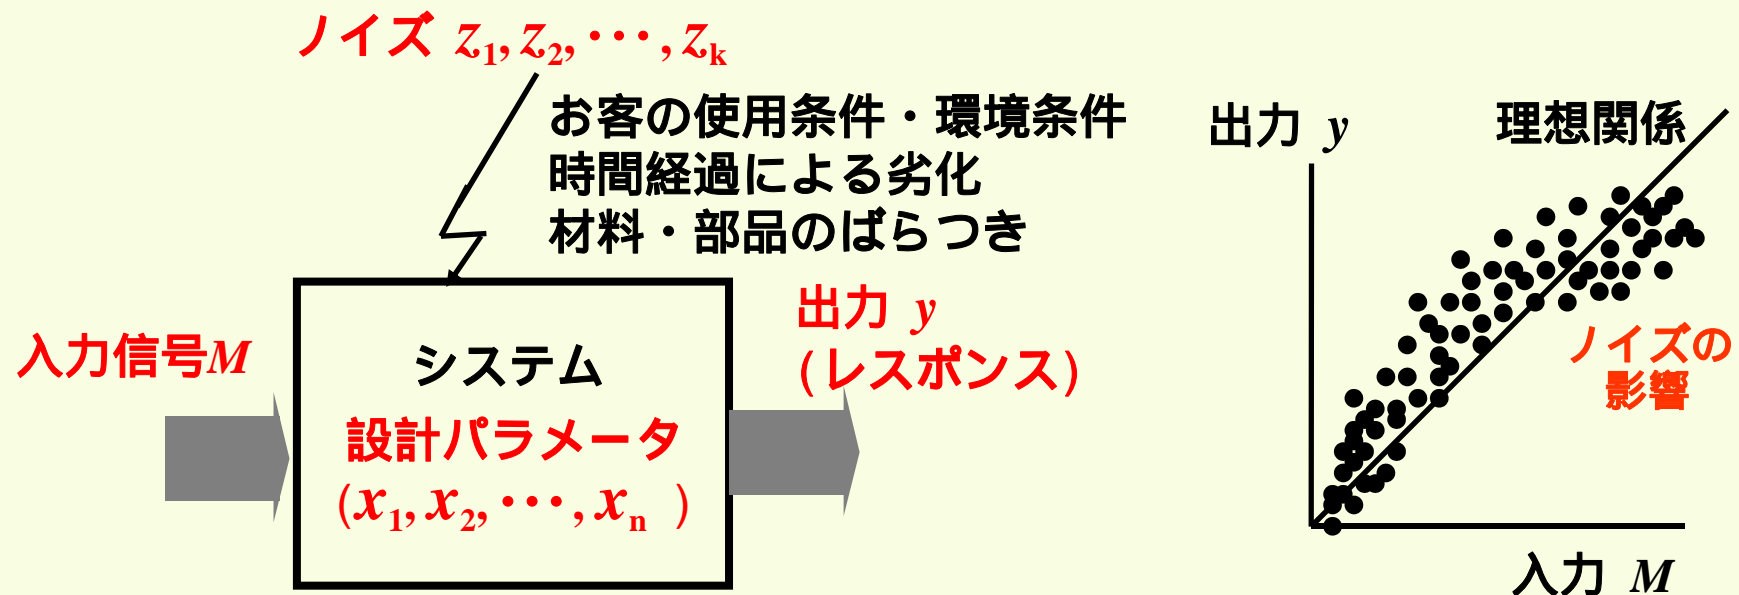 ノイズ z1, z2, ・・・, zk
お客の使用条件・環境条件
時間経過による劣化
材料・部品のばらつき
入力信号M
システム
設計パラメータ
(x1, x2, ・・・, xn )
出力 y
(レスポンス)
出力 y
理想関係
ノイズの
影響
入力 M